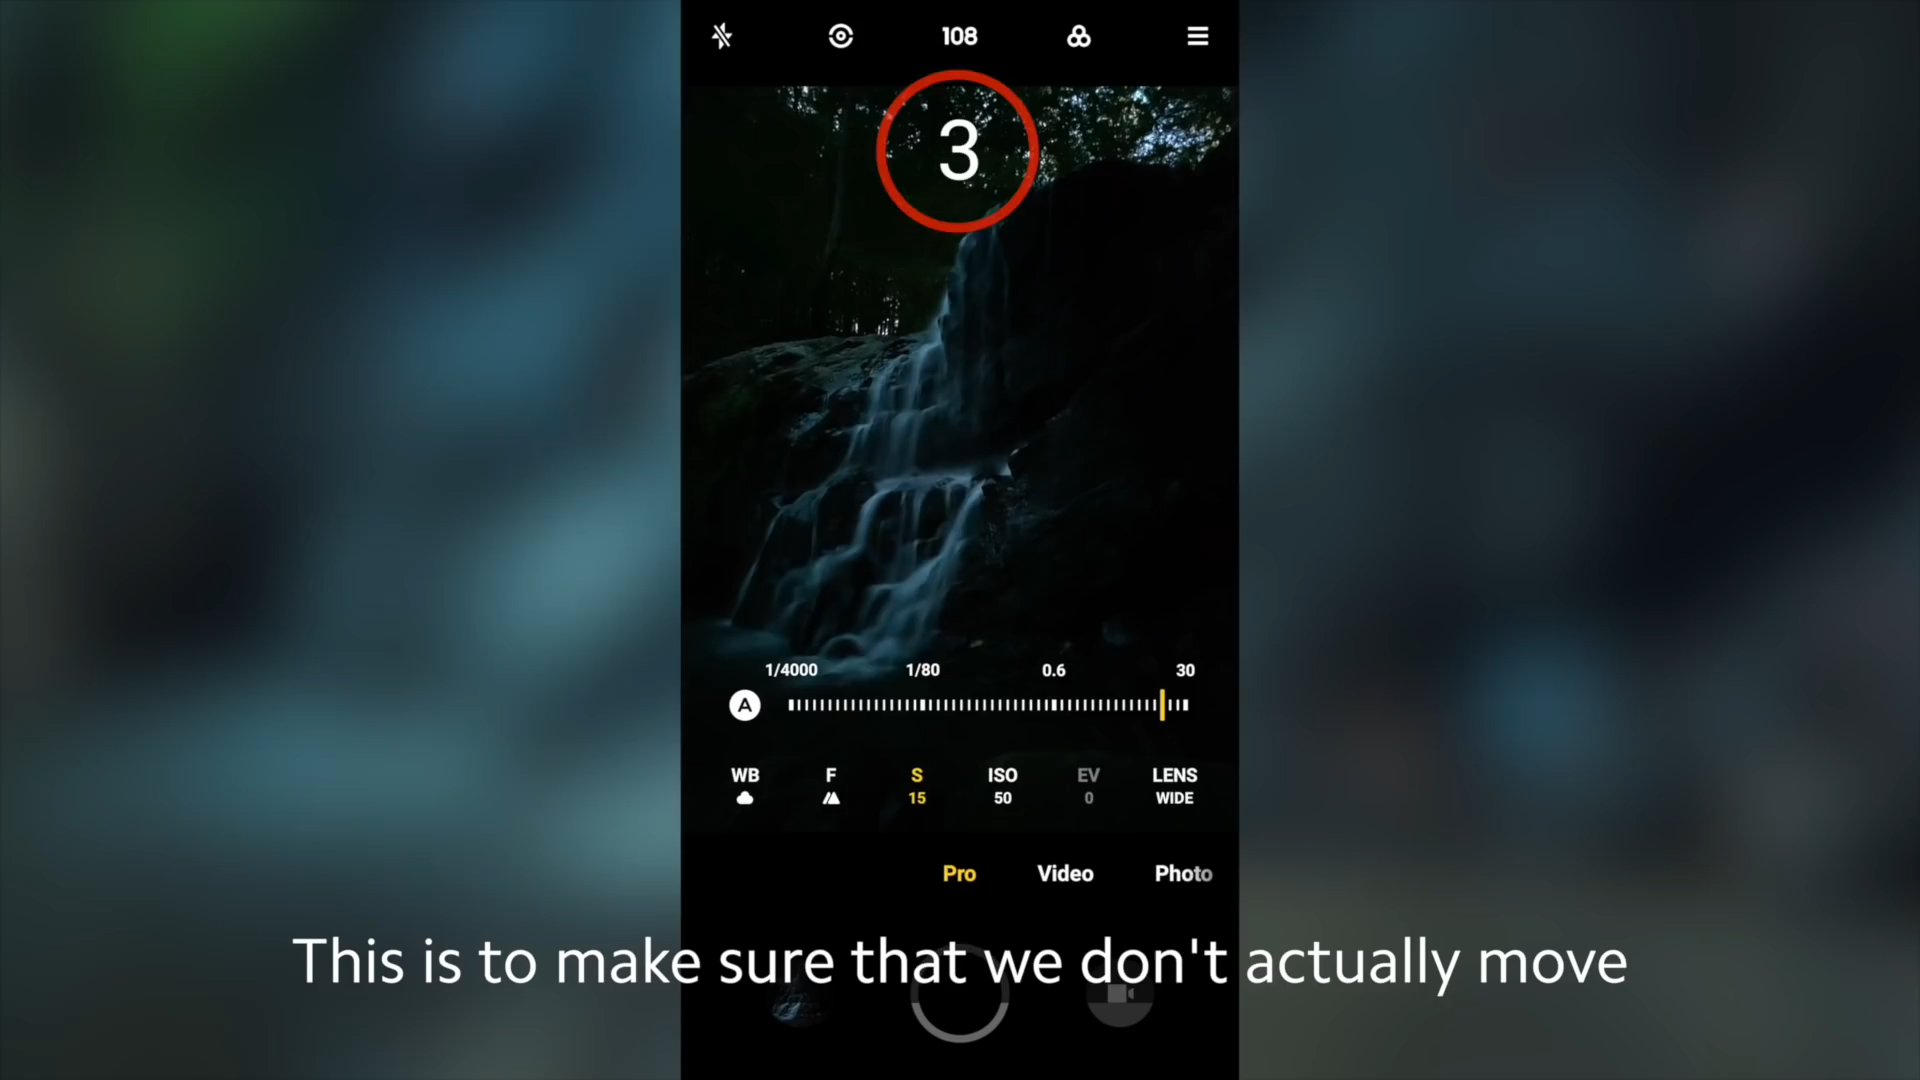 108
3
1/4000 1/80 0.6 30
A
WB F S ISO EV LENS
15 50 0 WIDE
Pro Video Photo
This is to make sure that we don't actually move